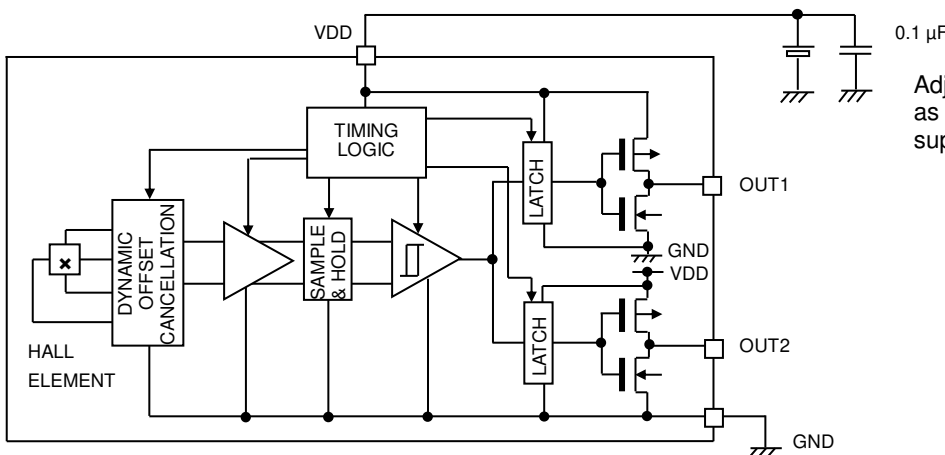 VDD
0.1 µF
Adj
as
sup
TIMING
LOGIC
LATCH
OUT1
DYNAMIC
OFFSET
CANCELLATION
SAMPLE
& HOLD
GND
VDD
×
LATCH
OUT2
HALL
ELEMENT
GND